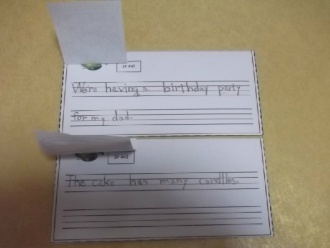 Were having a birthday party
for my dad.
The cake has many candles.